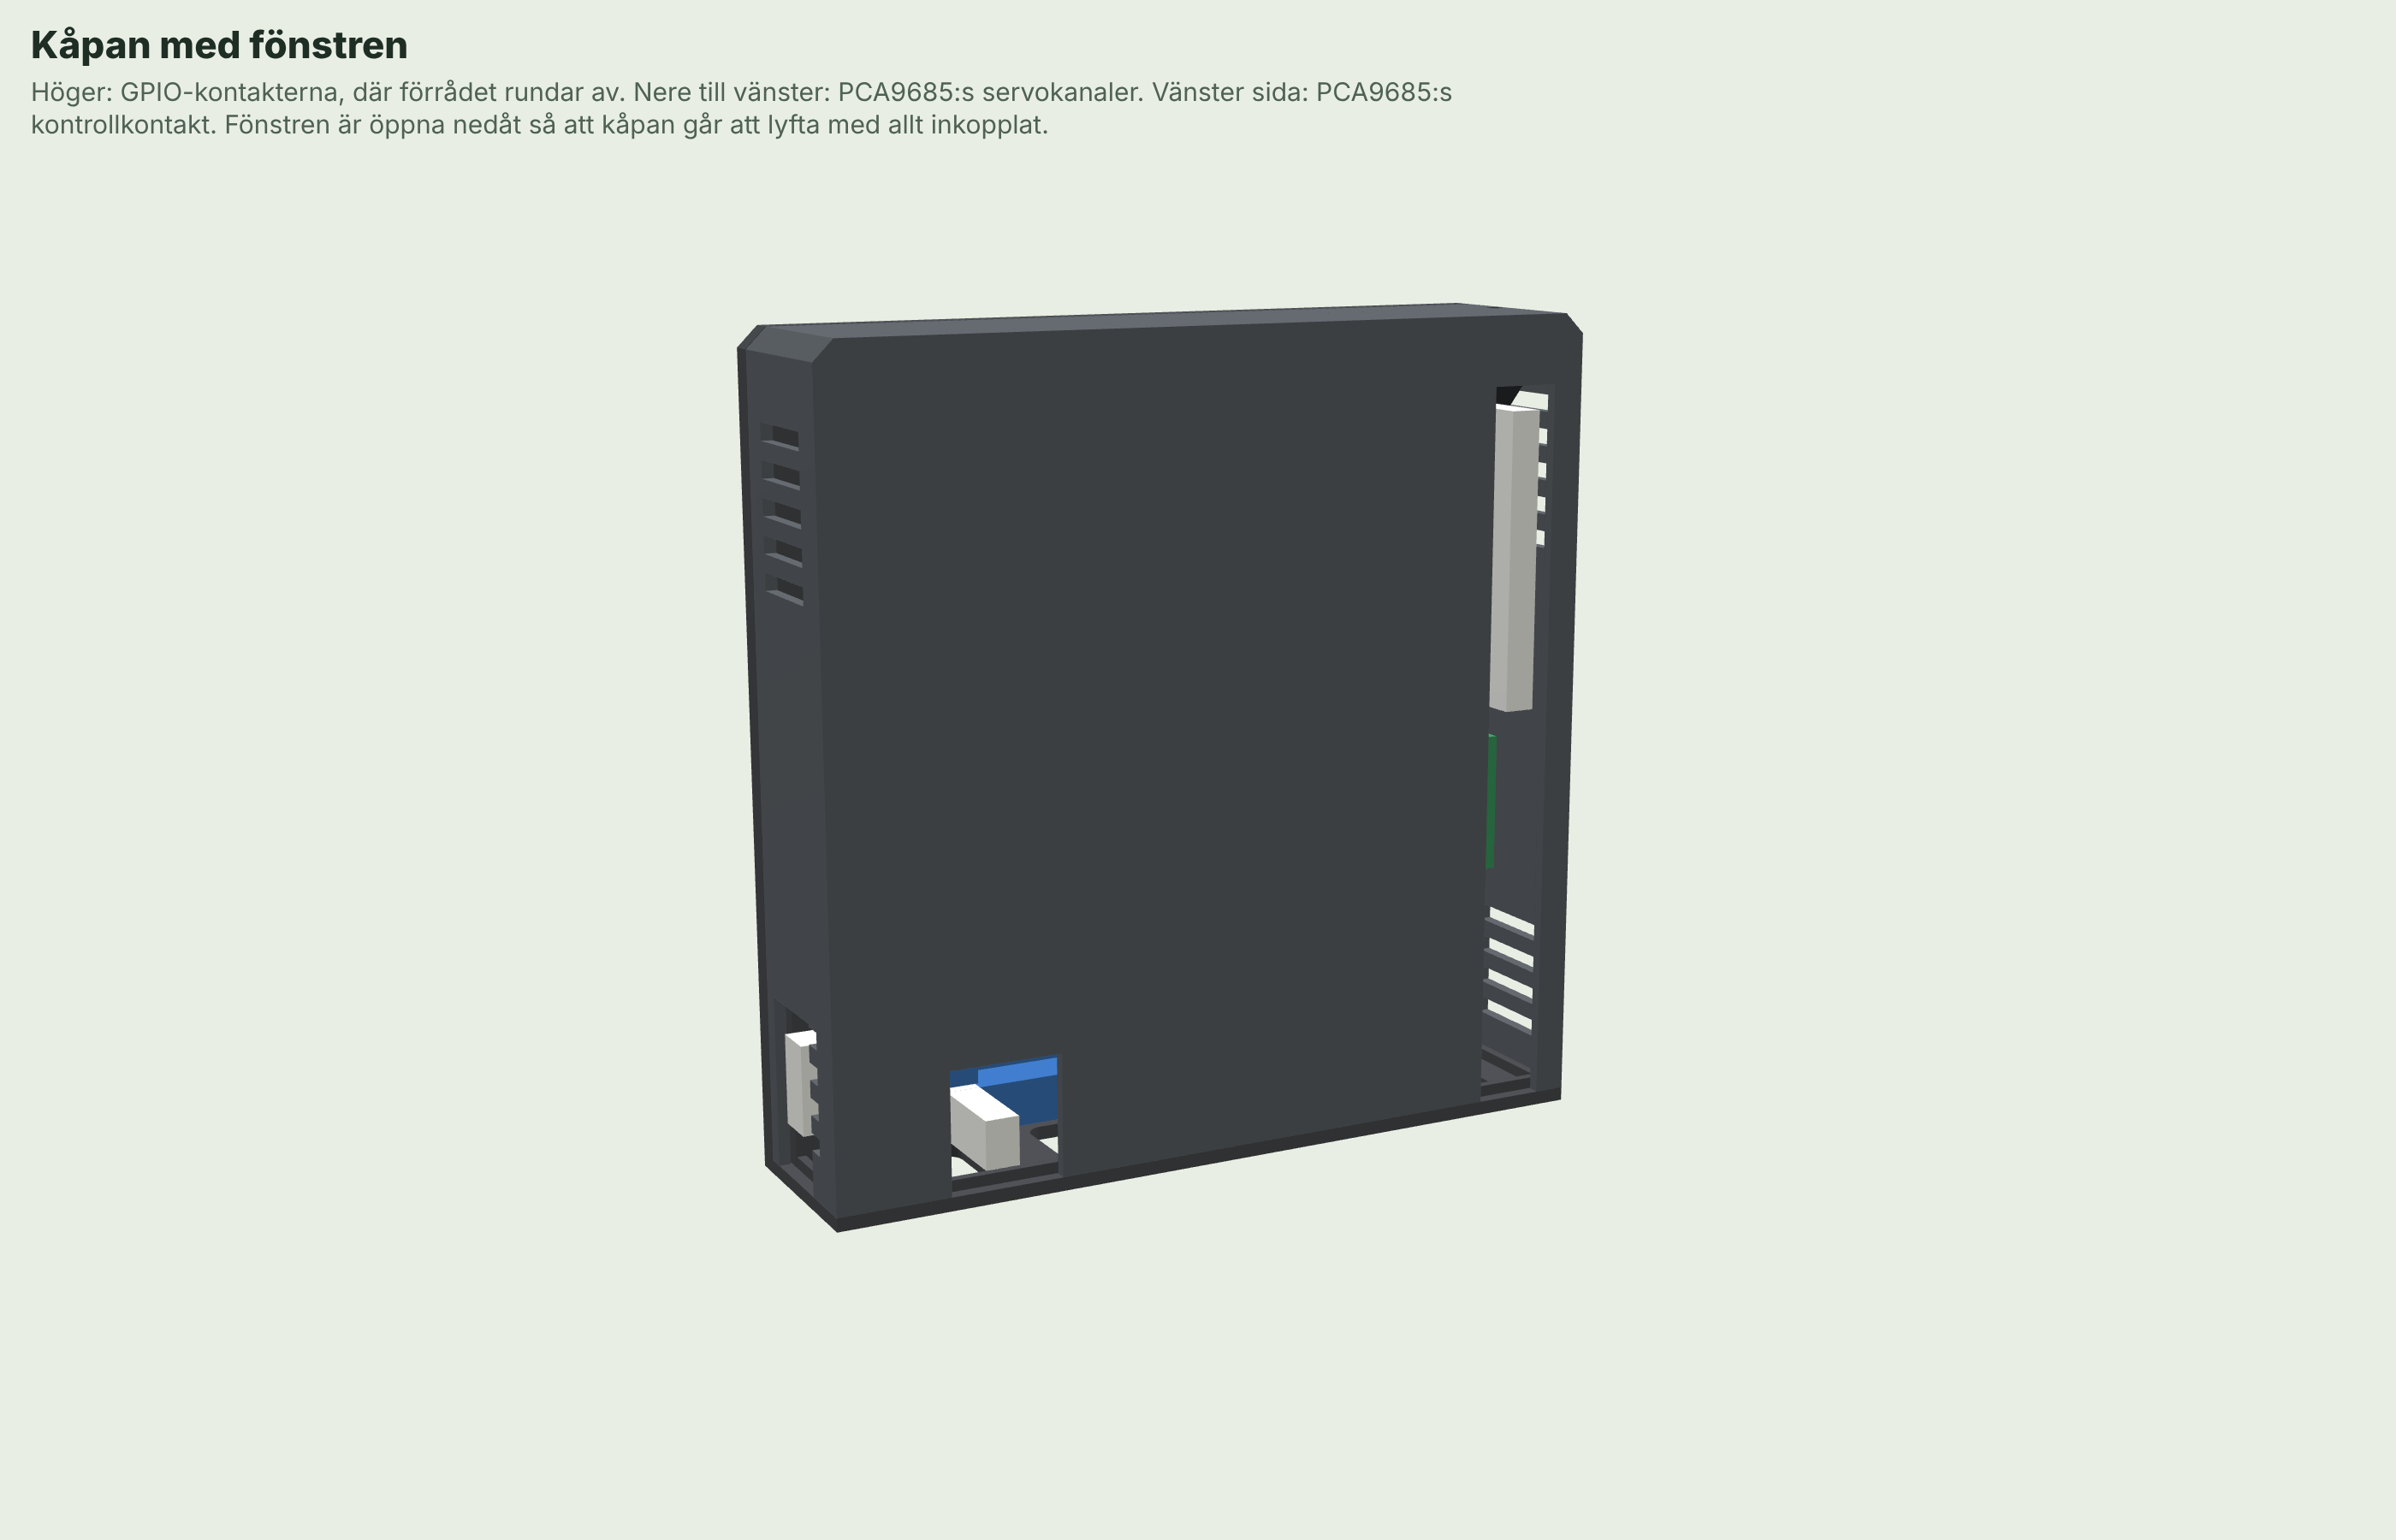 Kåpan med fönstren
Höger: GPIO-kontakterna, där förrådet rundar av. Nere till vänster: PCA9685:s servokanaler. Vänster sida: PCA9685:s
kontrollkontakt. Fönstren är öppna nedåt så att kåpan går att lyfta med allt inkopplat.